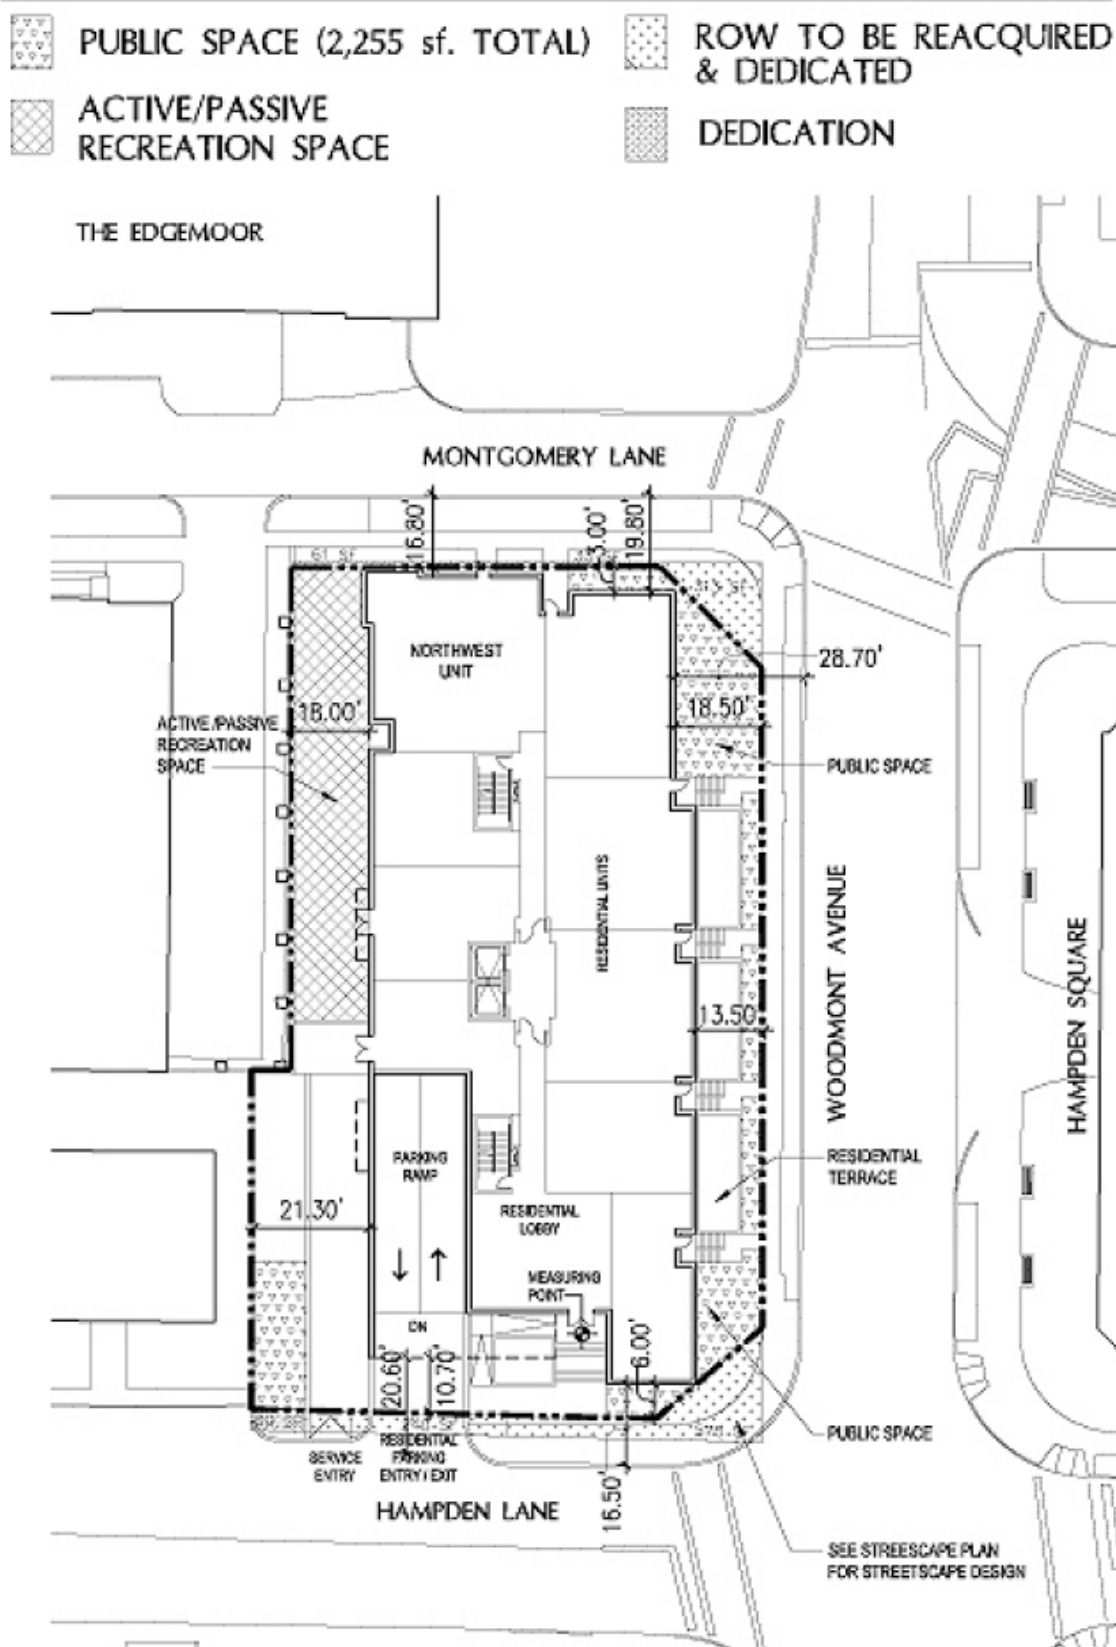 PUBLIC SPACE (2,255 sf. TOTAL)
ROW TO BE REACQUIRED
& DEDICATED
ACTIVE/PASSIVE
RECREATION SPACE
DEDICATION
THE EDGEMOOR
MONTGOMERY LANE
16.80'
3.00'
19.80'
61 SF
NORTHWEST
UNIT
28.70'
18.00'
18.50'
ACTIVE/PASSIVE
RECREATION
SPACE
PUBLIC SPACE
RESIDENTIAL UNITS
WOODMONT AVENUE
HAMPDEN SQUARE
13.50'
PARKING
RAMP
RESIDENTIAL
TERRACE
21.30'
RESIDENTIAL
LOBBY
MEASURING
POINT
DN
20.60'
10.70'
6.00'
PUBLIC SPACE
SERVICE
ENTRY
RESIDENTIAL
PARKING
ENTRY/EXIT
16.50'
HAMPDEN LANE
SEE STREESCAPE PLAN
FOR STREETSCAPE DESIGN